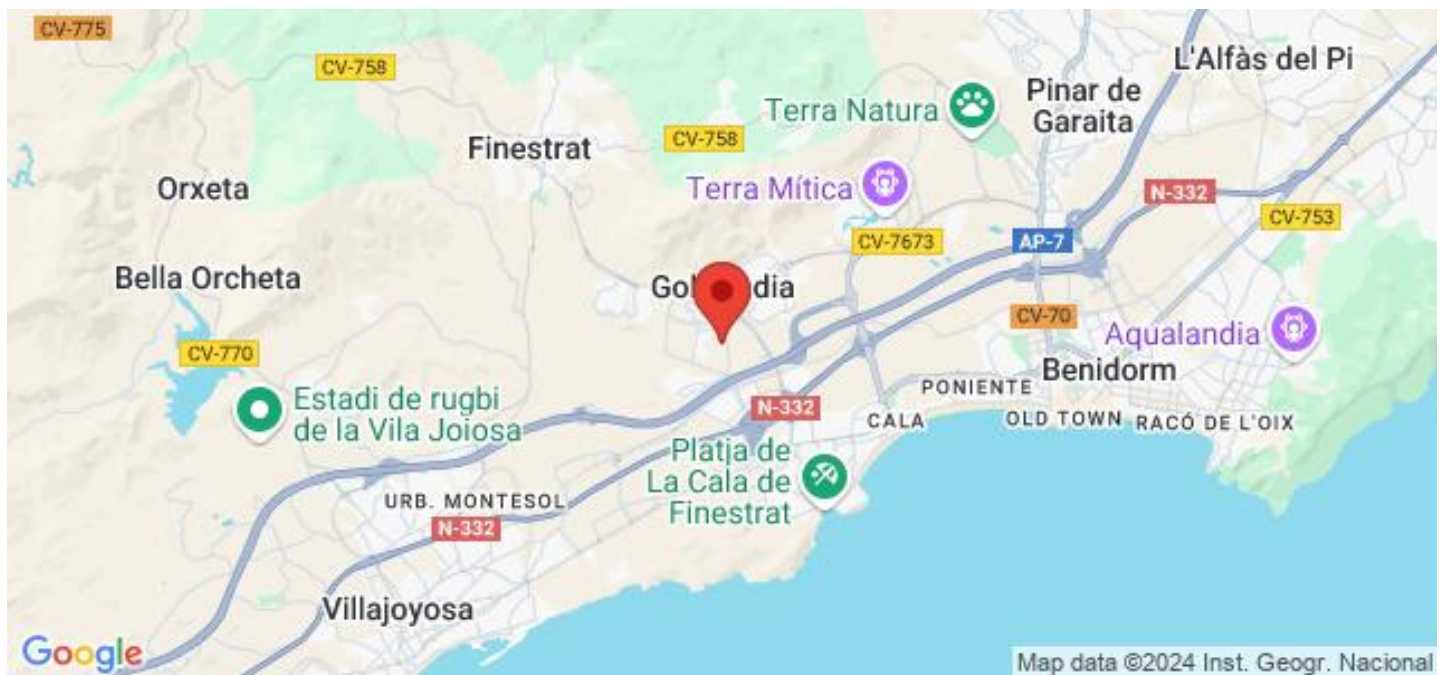 CV-775
CV-758
L'Alfàs del Pi
Pinar de
Garaita
Terra Natura
Finestrat
CV-758
Orxeta
Terra Mítica
N-332
CV-753
CV-7673
AP-7
Bella Orcheta
CV-70
Aqualandia
CV-770
Benidorm
PONIENTE
Estadi de rugbi
de la Vila Joiosa
N-332
CALA
OLD TOWN
RACÓ DE L'OIX
Platja de
La Cala de
Finestrat
URB. MONTESOL
N-332
Villajoyosa
Google
Map data ©2024 Inst. Geogr. Nacional